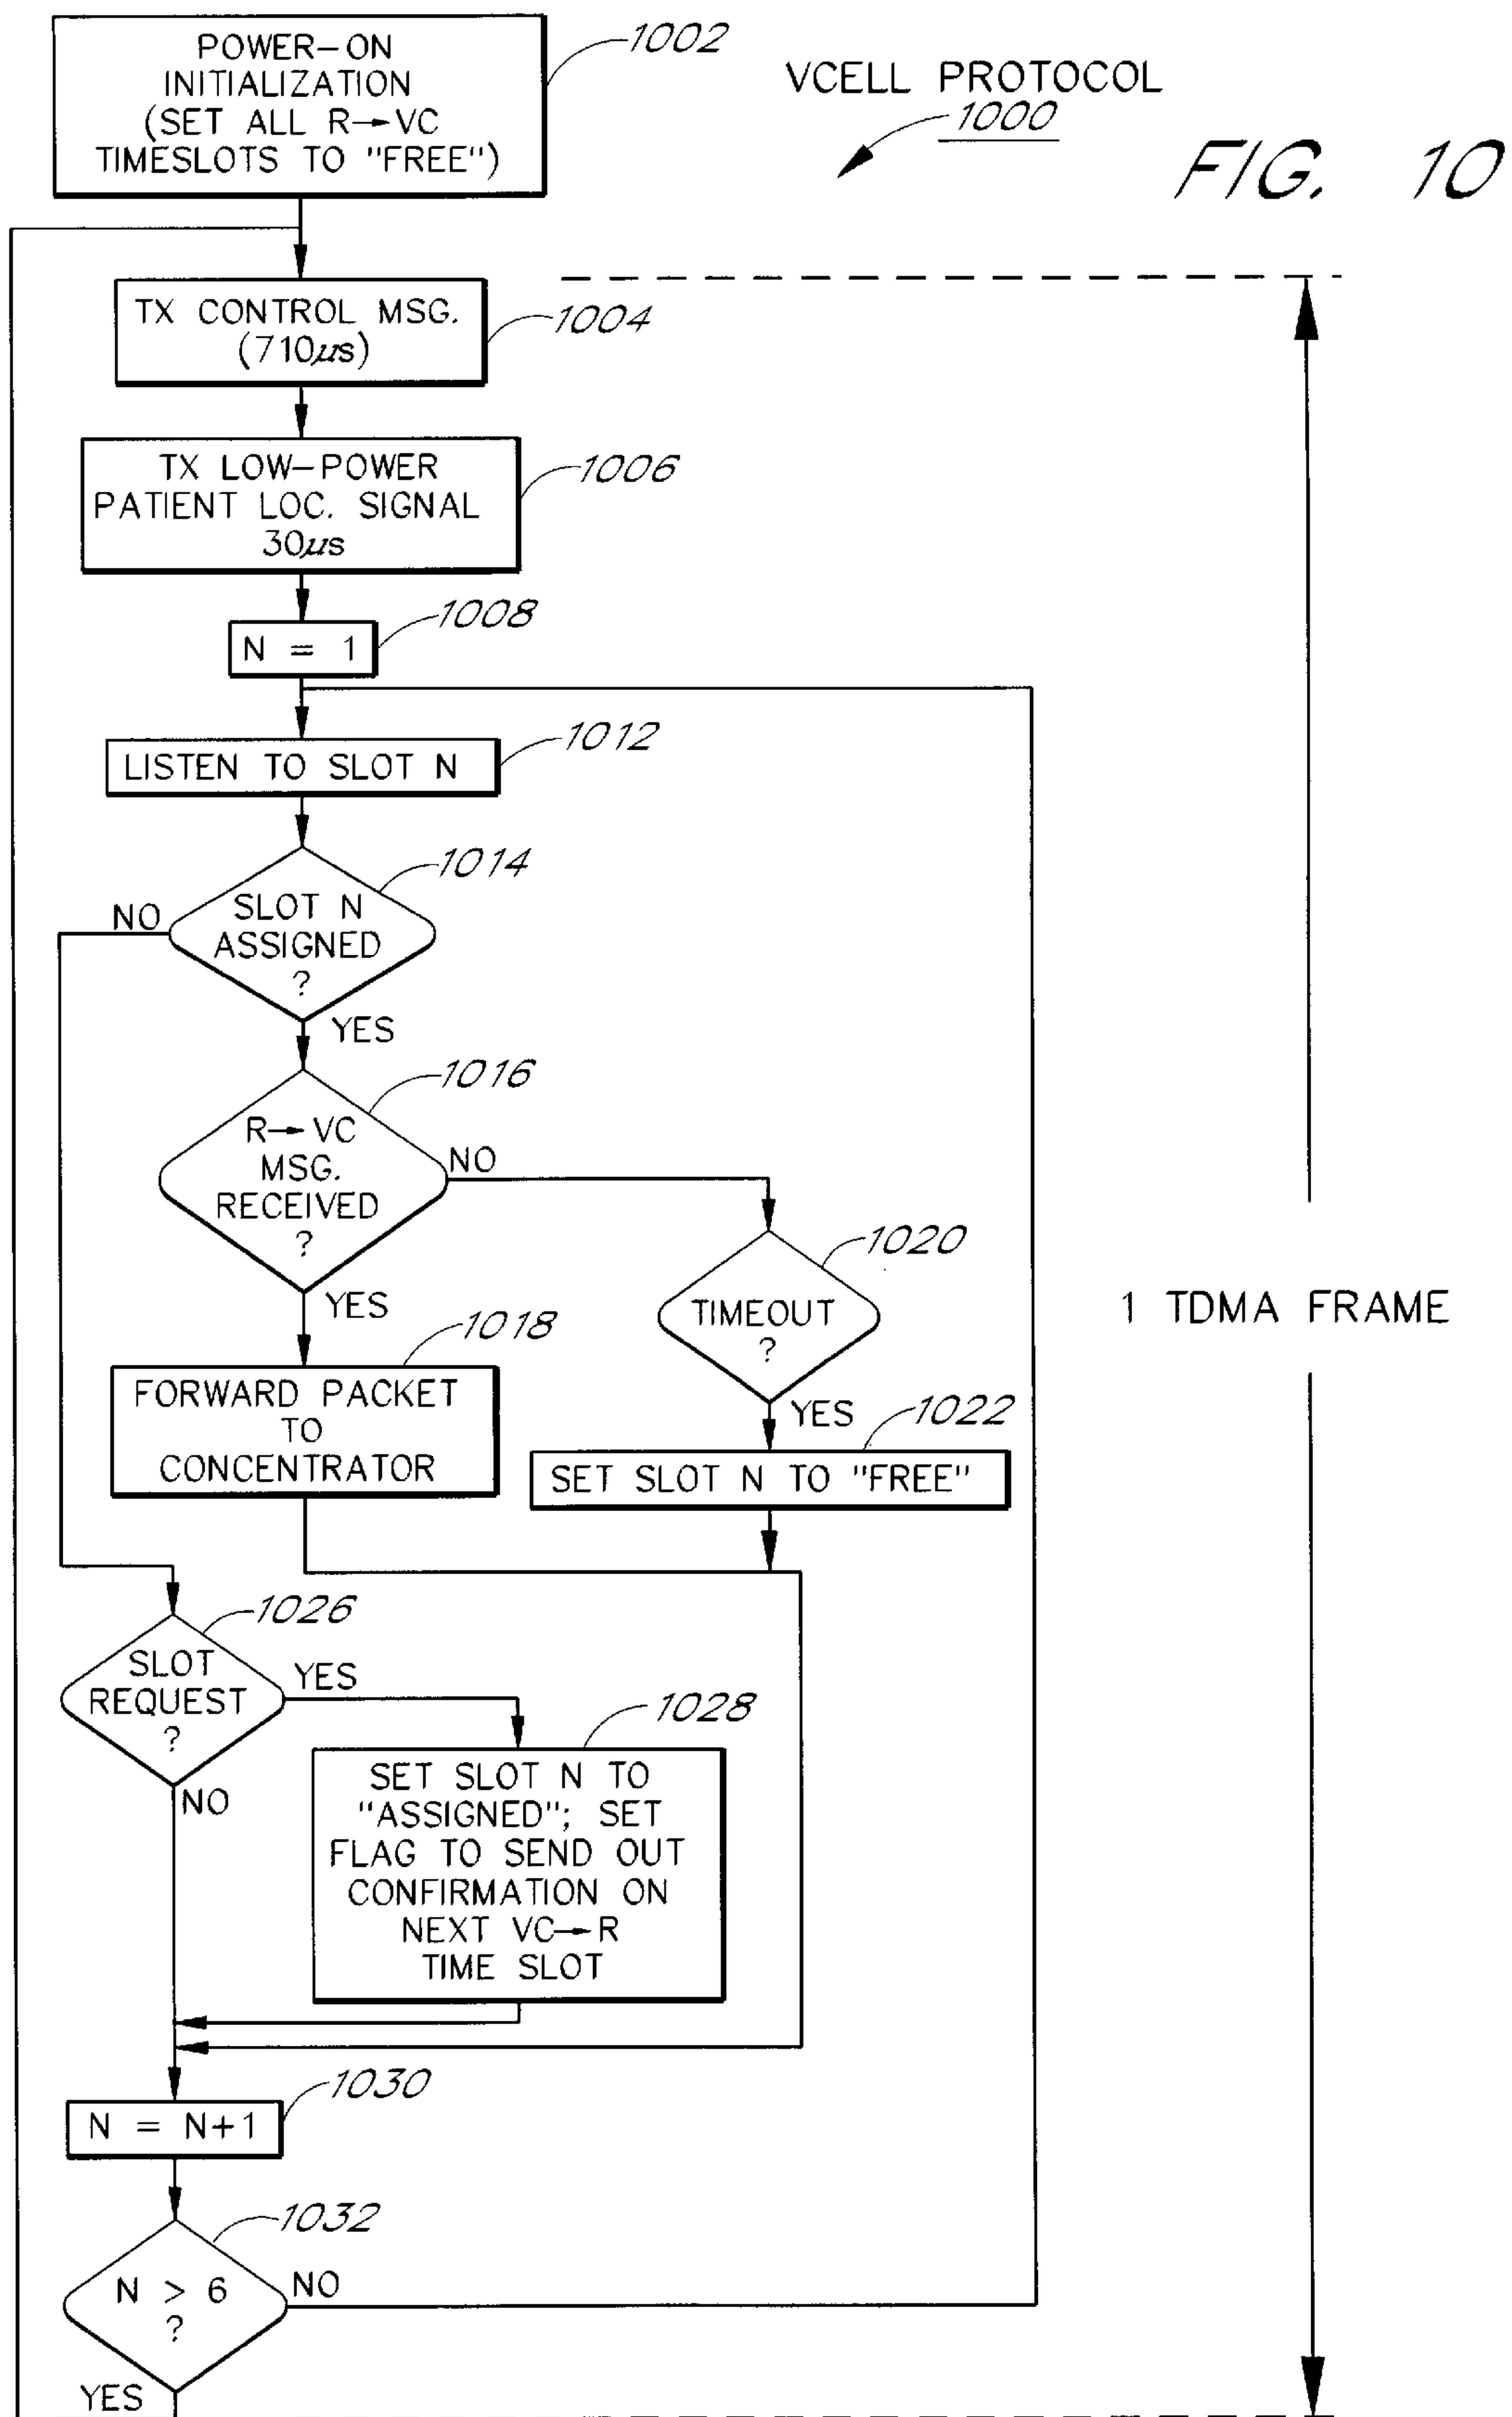 POWER-ON
INITIALIZATION
(SET ALL R→VC
TIMESLOTS TO "FREE")
1002
VCELL PROTOCOL
1000
FIG. 10
TX CONTROL MSG.
(710μs)
1004
TX LOW-POWER
PATIENT LOC. SIGNAL
30μs
1006
N = 1
1008
LISTEN TO SLOT N
1012
SLOT N
ASSIGNED
?
1014
NO
YES
R→VC
MSG.
RECEIVED
?
1016
NO
YES
TIMEOUT
?
1020
YES
1 TDMA FRAME
FORWARD PACKET
TO
CONCENTRATOR
1018
SET SLOT N TO "FREE"
1022
SLOT
REQUEST
?
1026
YES
NO
SET SLOT N TO
"ASSIGNED"; SET
FLAG TO SEND OUT
CONFIRMATION ON
NEXT VC→R
TIME SLOT
1028
N = N+1
1030
N > 6
?
1032
NO
YES